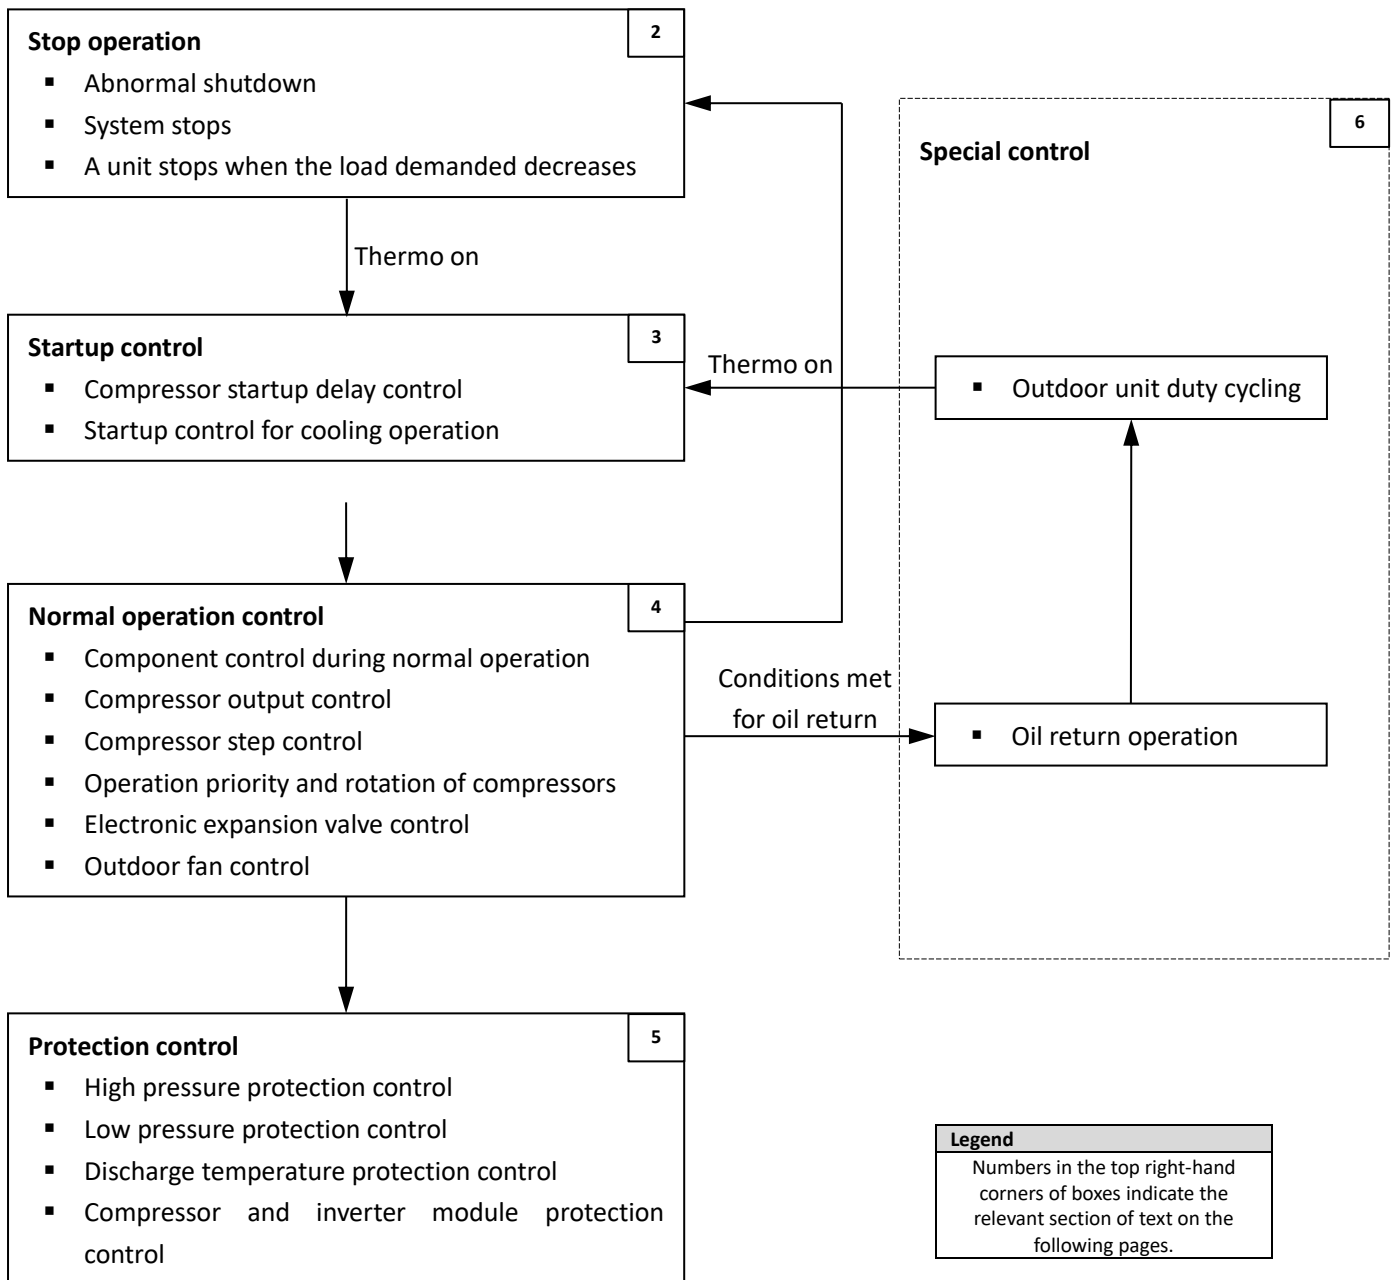 Stop operation
2
▪ Abnormal shutdown
▪ System stops
▪ A unit stops when the load demanded decreases
Thermo on
Startup control
3
▪ Compressor startup delay control
▪ Startup control for cooling operation
Normal operation control
4
▪ Component control during normal operation
▪ Compressor output control
▪ Compressor step control
▪ Operation priority and rotation of compressors
▪ Electronic expansion valve control
▪ Outdoor fan control
Protection control
5
▪ High pressure protection control
▪ Low pressure protection control
▪ Discharge temperature protection control
▪ Compressor and inverter module protection
control
Special control
6
Thermo on
▪ Outdoor unit duty cycling
Conditions met
for oil return
▪ Oil return operation
Legend
Numbers in the top right-hand
corners of boxes indicate the
relevant section of text on the
following pages.